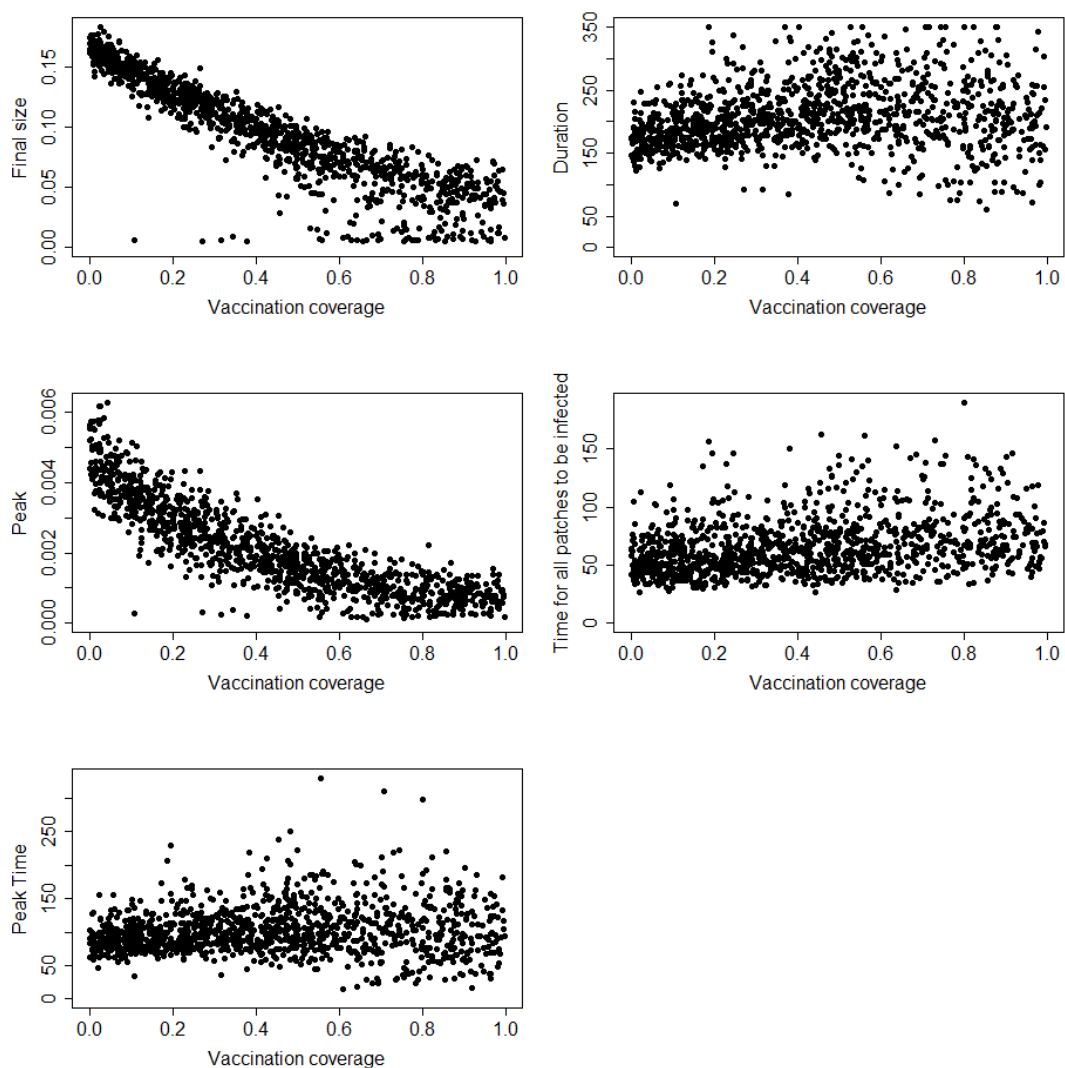 Final size
0.00 0.05 0.10 0.15
0.0 0.2 0.4 0.6 0.8 1.0
Vaccination coverage
Duration
0 50 150 250 350
0.0 0.2 0.4 0.6 0.8 1.0
Vaccination coverage
Peak
0.000 0.002 0.004 0.006
0.0 0.2 0.4 0.6 0.8 1.0
Vaccination coverage
Time for all patches to be infected
0 50 100 150
0.0 0.2 0.4 0.6 0.8 1.0
Vaccination coverage
Peak Time
0 50 150 250
0.0 0.2 0.4 0.6 0.8 1.0
Vaccination coverage